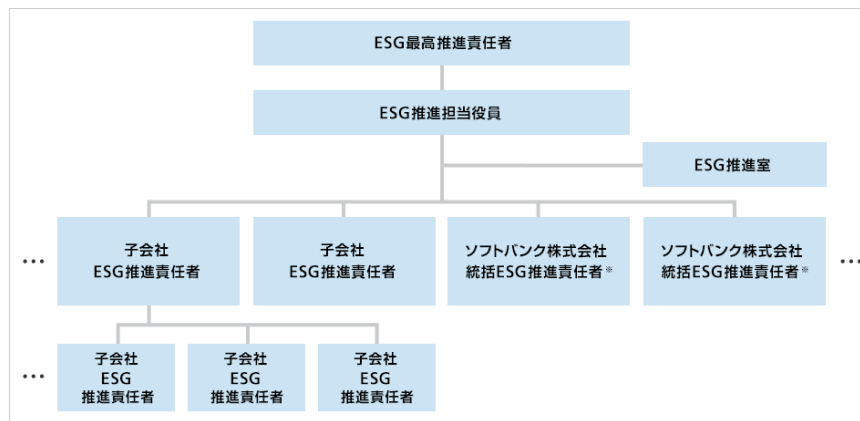 ESG最高推進責任者
ESG推進担当役員
ESG推進室
…
子会社
ESG推進責任者
子会社
ESG推進責任者
ソフトバンク株式会社
統括ESG推進責任者※
ソフトバンク株式会社
統括ESG推進責任者※
…
…
子会社
ESG
推進責任者
子会社
ESG
推進責任者
子会社
ESG
推進責任者